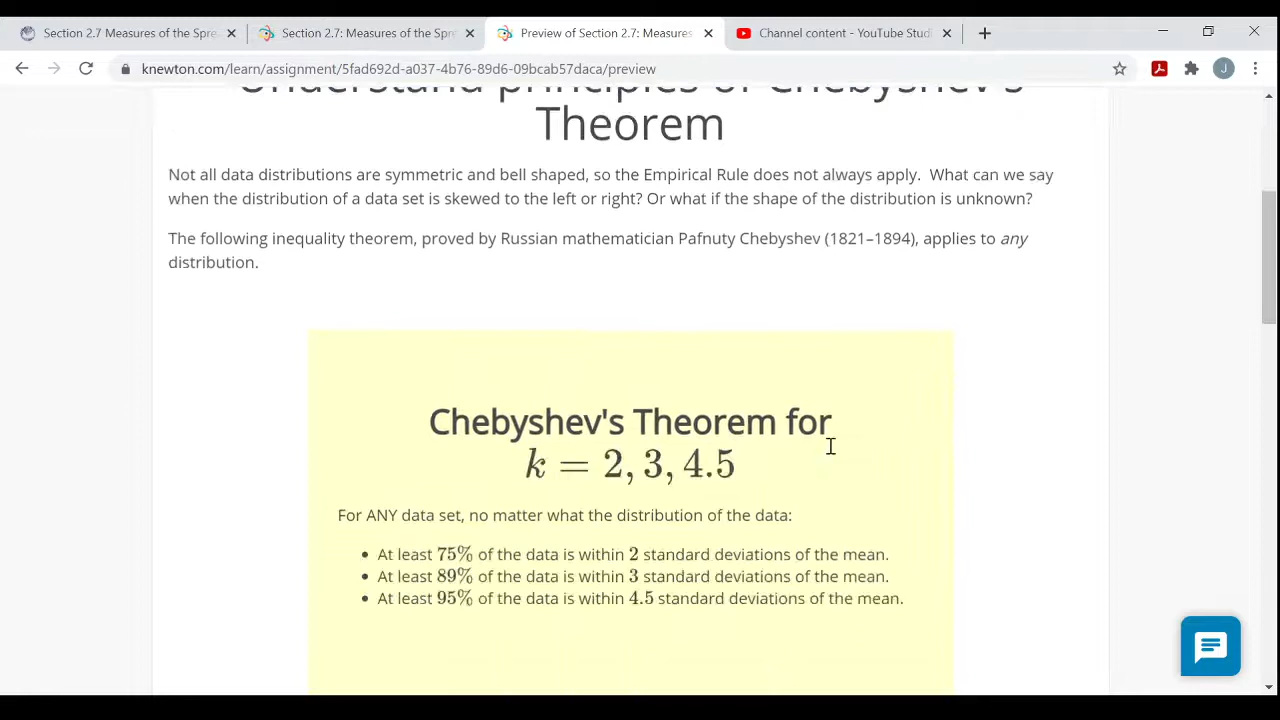 Section 2.7 Measures of the Spre
Section 2.7: Measures of the Spre
Preview of Section 2.7: Measures
Channel content - YouTube Studi
knewton.com/learn/assignment/5fad692d-a037-4b76-89d6-09bcab57daca/preview
J
Understand principles of Chebyshev's
Theorem
Not all data distributions are symmetric and bell shaped, so the Empirical Rule does not always apply. What can we say
when the distribution of a data set is skewed to the left or right? Or what if the shape of the distribution is unknown?
The following inequality theorem, proved by Russian mathematician Pafnuty Chebyshev (1821–1894), applies to any
distribution.
Chebyshev's Theorem for
k = 2, 3, 4.5
For ANY data set, no matter what the distribution of the data:
• At least 75% of the data is within 2 standard deviations of the mean.
• At least 89% of the data is within 3 standard deviations of the mean.
• At least 95% of the data is within 4.5 standard deviations of the mean.